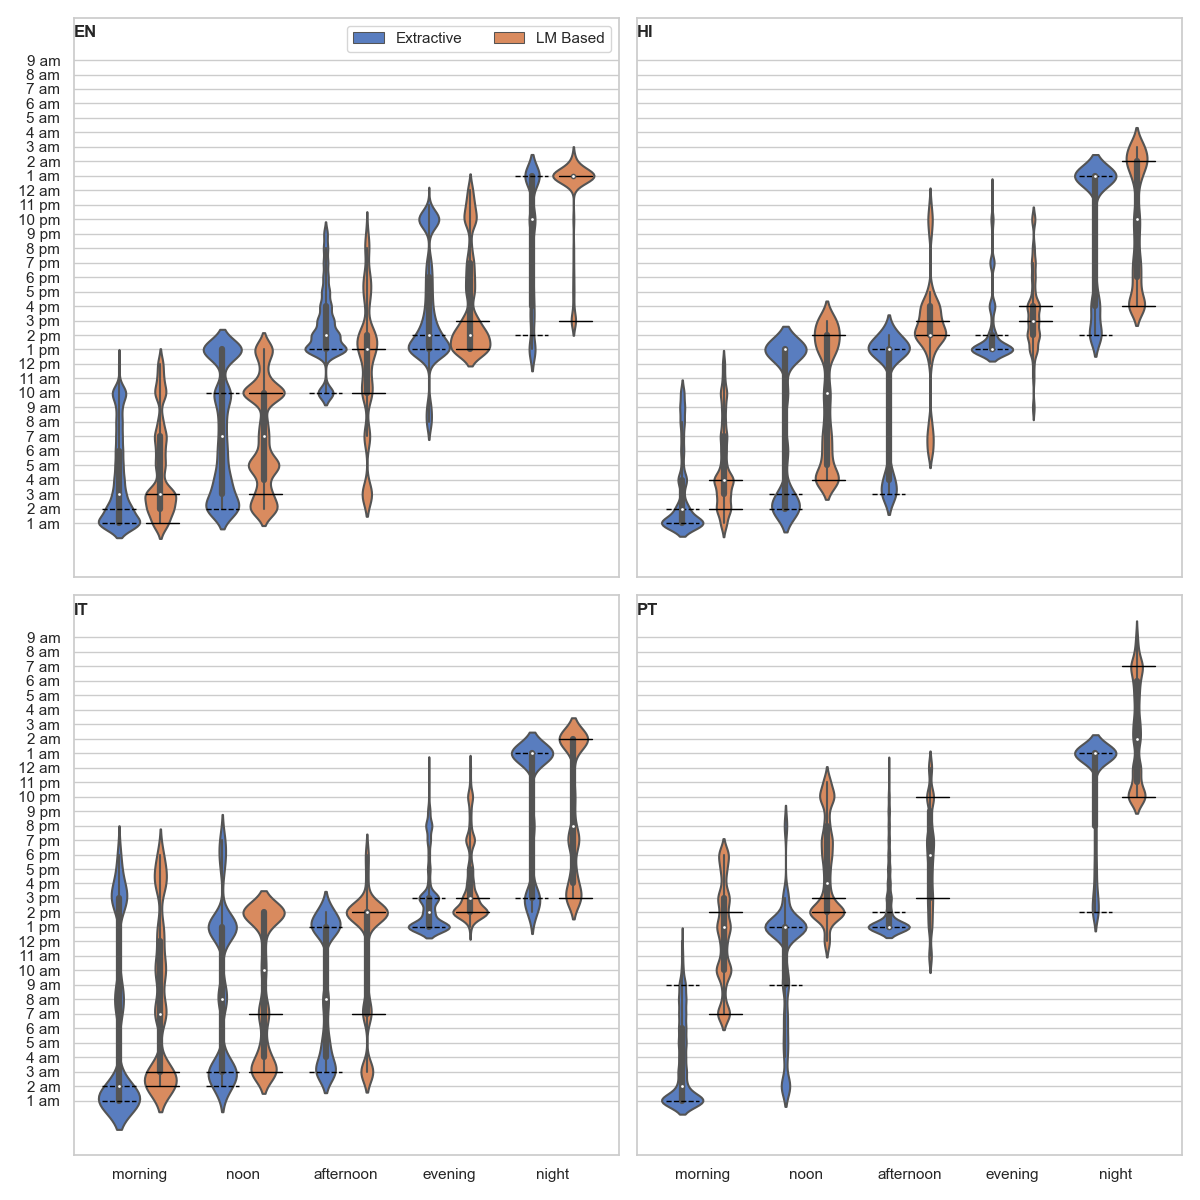 EN
Extractive LM Based
9 am
8 am
7 am
6 am
5 am
4 am
3 am
2 am
1 am
12 am
11 pm
10 pm
9 pm
8 pm
7 pm
6 pm
5 pm
4 pm
3 pm
2 pm
1 pm
12 pm
11 am
10 am
9 am
8 am
7 am
6 am
5 am
4 am
3 am
2 am
1 am
HI
IT
9 am
8 am
7 am
6 am
5 am
4 am
3 am
2 am
1 am
12 am
11 pm
10 pm
9 pm
8 pm
7 pm
6 pm
5 pm
4 pm
3 pm
2 pm
1 pm
12 pm
11 am
10 am
9 am
8 am
7 am
6 am
5 am
4 am
3 am
2 am
1 am
morning noon afternoon evening night
PT
morning noon afternoon evening night